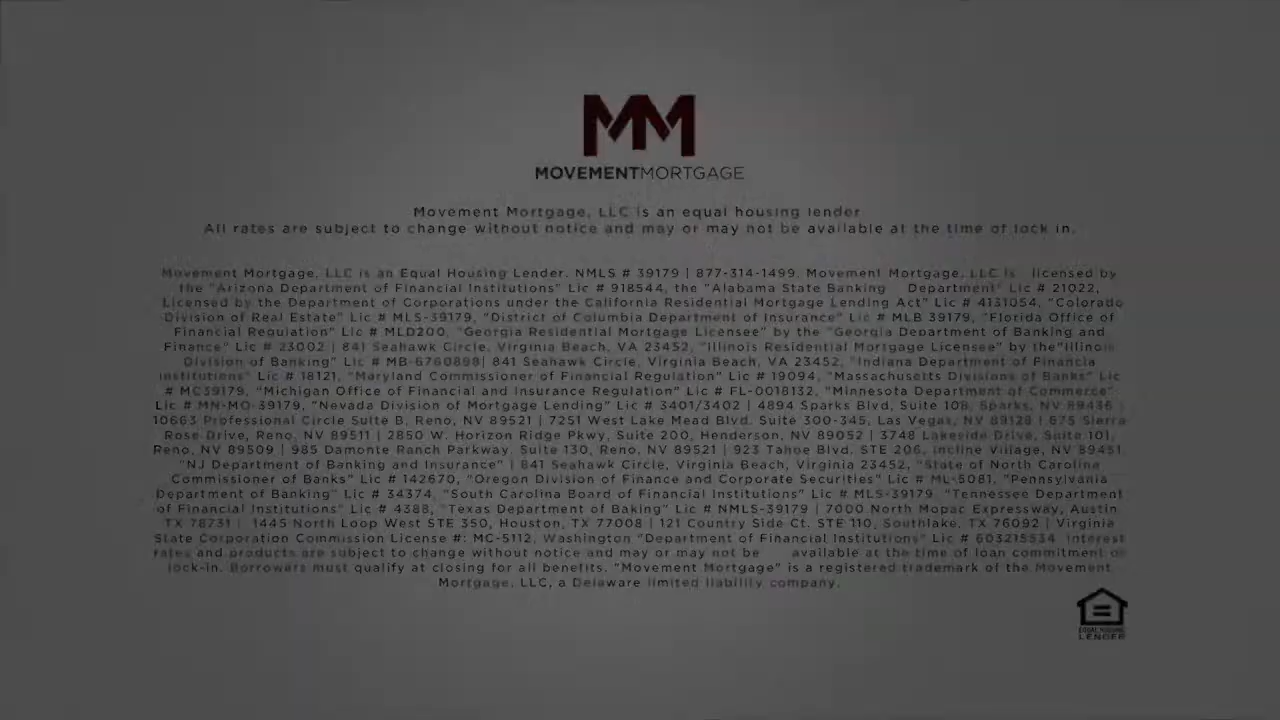 MM
MOVEMENTMORTGAGE
Movement Mortgage, LLC is an equal housing lender
All rates are subject to change without notice and may or may not be available at the time of lock in.
Movement Mortgage, LLC is an Equal Housing Lender. NMLS # 39179 | 877-314-1499. Movement Mortgage, LLC is licensed by
the "Arizona Department of Financial Institutions" Lic # 918544, the "Alabama State Banking Department" Lic # 21022,
Licensed by the Department of Corporations under the California Residential Mortgage Lending Act" Lic # 4131054, "Colorado
Division of Real Estate" Lic # MLS-39179, "District of Columbia Department of Insurance" Lic # MLB 39179, "Florida Office of
Financial Regulation" Lic # MLD200, "Georgia Residential Mortgage Licensee" by the "Georgia Department of Banking and
Finance" Lic # 23002 | 841 Seahawk Circle, Virginia Beach, VA 23452, "Illinois Residential Mortgage Licensee" by the"Illinois
Division of Banking" Lic # MB-6760898| 841 Seahawk Circle, Virginia Beach, VA 23452, "Indiana Department of Financia
Institutions" Lic # 18121, "Maryland Commissioner of Financial Regulation" Lic # 19094, "Massachusetts Divisions of Banks" Lic
# MC39179, "Michigan Office of Financial and Insurance Regulation" Lic # FL-0018132, "Minnesota Department of Commerce"
Lic # MN-MO-39179, "Nevada Division of Mortgage Lending" Lic # 3401/3402 | 4894 Sparks Blvd, Suite 108, Sparks, NV 89436
10663 Professional Circle Suite B, Reno, NV 89521 | 7251 West Lake Mead Blvd. Suite 300-345, Las Vegas, NV 89128 | 675 Sierra
Rose Drive, Reno, NV 89511 | 2850 W. Horizon Ridge Pkwy, Suite 200, Henderson, NV 89052 | 3748 Lakeside Drive, Suite 101,
Reno, NV 89509 | 985 Damonte Ranch Parkway. Suite 130, Reno, NV 89521 | 923 Tahoe Blvd. STE 206, Incline Village, NV 89451
"NJ Department of Banking and Insurance" | 841 Seahawk Circle, Virginia Beach, Virginia 23452, "State of North Carolina
Commissioner of Banks" Lic # 142670, "Oregon Division of Finance and Corporate Securities" Lic # ML-5081, "Pennsylvania
Department of Banking" Lic # 34374, "South Carolina Board of Financial Institutions" Lic # MLS-39179, "Tennessee Department
of Financial Institutions" Lic # 4388, "Texas Department of Baking" Lic # NMLS-39179 | 7000 North Mopac Expressway, Austin
TX 78731 | 1445 North Loop West STE 350, Houston, TX 77008 | 121 Country Side Ct. STE 110, Southlake, TX 76092 | Virginia
State Corporation Commission License #: MC-5112, Washington "Department of Financial Institutions" Lic # 603215534 Interest
rates and products are subject to change without notice and may or may not be available at the time of loan commitment or
lock-in. Borrowers must qualify at closing for all benefits. "Movement Mortgage" is a registered trademark of the Movement
Mortgage, LLC, a Delaware limited liability company.
EQUAL HOUSING
LENDER